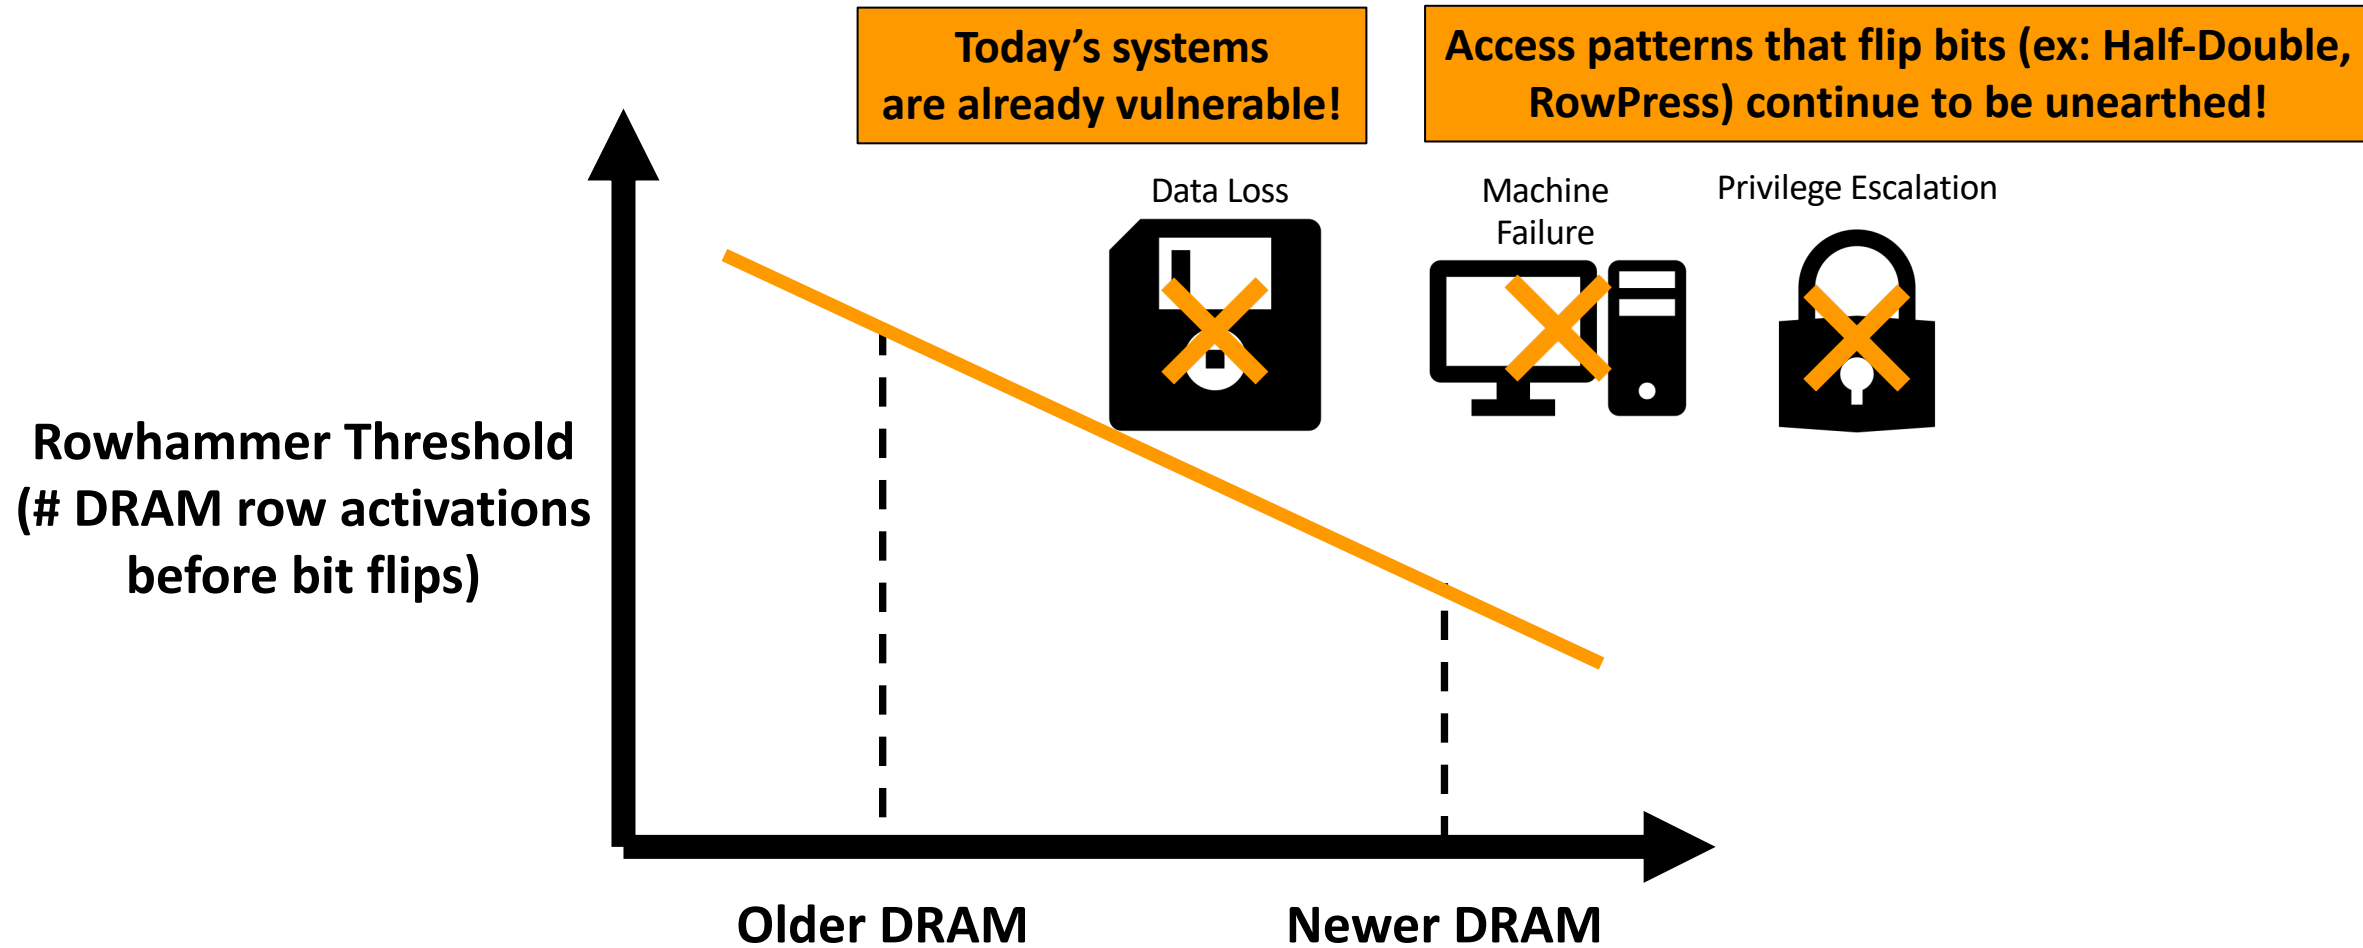 Today’s systems
are already vulnerable!
Access patterns that flip bits (ex: Half-Double,
RowPress) continue to be unearthed!
Data Loss
Machine
Failure
Privilege Escalation
Rowhammer Threshold
(# DRAM row activations
before bit flips)
Older DRAM
Newer DRAM